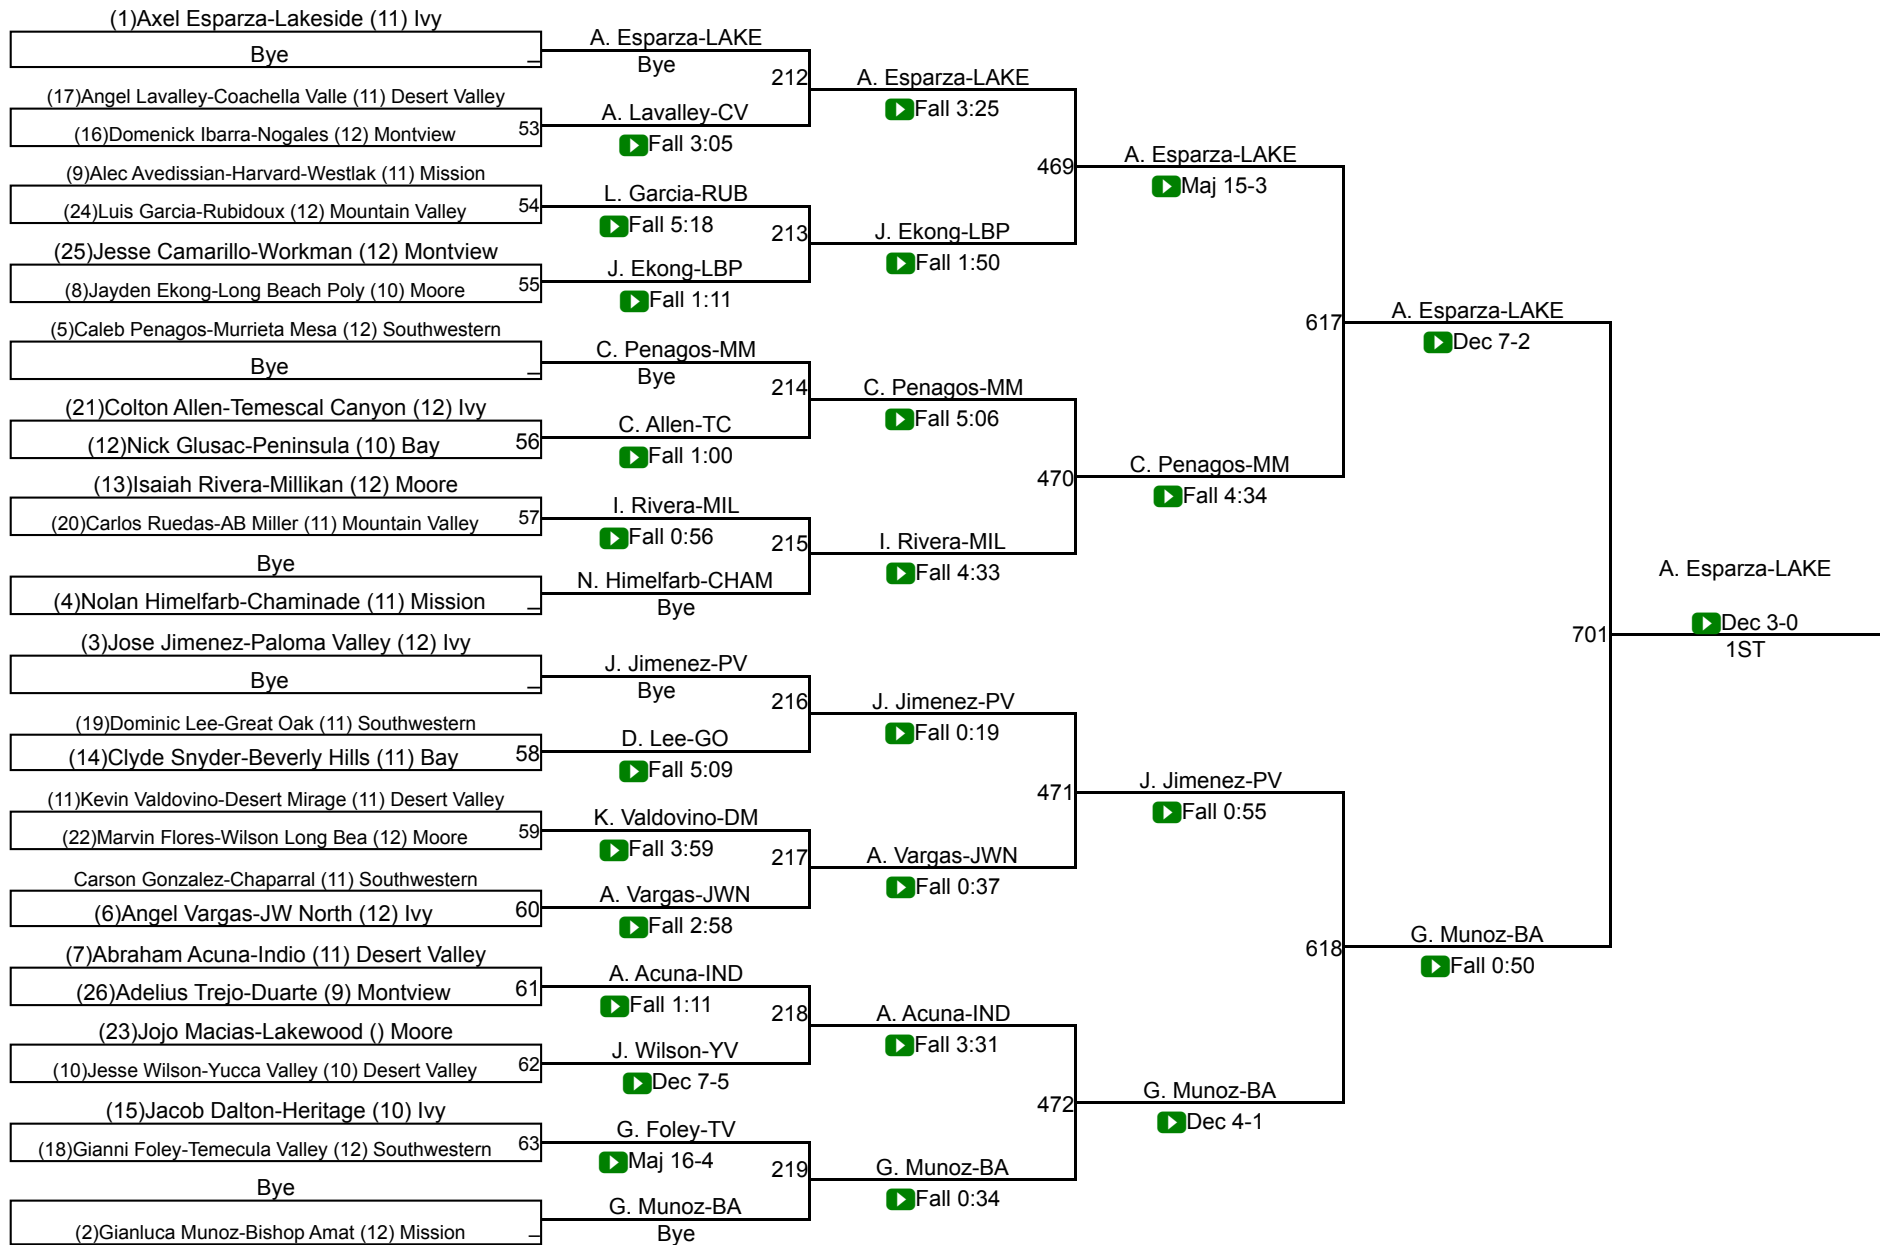 (1)Axel Esparza-Lakeside (11) Ivy
Bye
(17)Angel Lavalley-Coachella Valle (11) Desert Valley
(16)Domenick Ibarra-Nogales (12) Montview
53
(9)Alec Avedissian-Harvard-Westlak (11) Mission
(24)Luis Garcia-Rubidoux (12) Mountain Valley
54
(25)Jesse Camarillo-Workman (12) Montview
(8)Jayden Ekong-Long Beach Poly (10) Moore
55
(5)Caleb Penagos-Murrieta Mesa (12) Southwestern
Bye
(21)Colton Allen-Temescal Canyon (12) Ivy
(12)Nick Glusac-Peninsula (10) Bay
56
(13)Isaiah Rivera-Millikan (12) Moore
(20)Carlos Ruedas-AB Miller (11) Mountain Valley
57
Bye
(4)Nolan Himelfarb-Chaminade (11) Mission
(3)Jose Jimenez-Paloma Valley (12) Ivy
Bye
(19)Dominic Lee-Great Oak (11) Southwestern
(14)Clyde Snyder-Beverly Hills (11) Bay
58
(11)Kevin Valdovino-Desert Mirage (11) Desert Valley
(22)Marvin Flores-Wilson Long Bea (12) Moore
59
Carson Gonzalez-Chaparral (11) Southwestern
(6)Angel Vargas-JW North (12) Ivy
60
(7)Abraham Acuna-Indio (11) Desert Valley
(26)Adelius Trejo-Duarte (9) Montview
61
(23)Jojo Macias-Lakewood () Moore
(10)Jesse Wilson-Yucca Valley (10) Desert Valley
62
(15)Jacob Dalton-Heritage (10) Ivy
(18)Gianni Foley-Temecula Valley (12) Southwestern
63
Bye
(2)Gianluca Munoz-Bishop Amat (12) Mission
A. Esparza-LAKE
Bye
212
A. Lavalley-CV
Fall 3:05
L. Garcia-RUB
Fall 5:18
213
J. Ekong-LBP
Fall 1:11
C. Penagos-MM
Bye
214
C. Allen-TC
Fall 1:00
I. Rivera-MIL
Fall 0:56
215
N. Himelfarb-CHAM
Bye
J. Jimenez-PV
Bye
216
D. Lee-GO
Fall 5:09
K. Valdovino-DM
Fall 3:59
217
A. Vargas-JWN
Fall 2:58
A. Acuna-IND
Fall 1:11
218
J. Wilson-YV
Dec 7-5
G. Foley-TV
Maj 16-4
219
G. Munoz-BA
Bye
A. Esparza-LAKE
Fall 3:25
469
J. Ekong-LBP
Fall 1:50
C. Penagos-MM
Fall 5:06
470
I. Rivera-MIL
Fall 4:33
J. Jimenez-PV
Fall 0:19
471
A. Vargas-JWN
Fall 0:37
A. Acuna-IND
Fall 3:31
472
G. Munoz-BA
Fall 0:34
A. Esparza-LAKE
Maj 15-3
617
C. Penagos-MM
Fall 4:34
J. Jimenez-PV
Fall 0:55
618
G. Munoz-BA
Dec 4-1
A. Esparza-LAKE
Dec 7-2
701
G. Munoz-BA
Fall 0:50
A. Esparza-LAKE
Dec 3-0
1ST